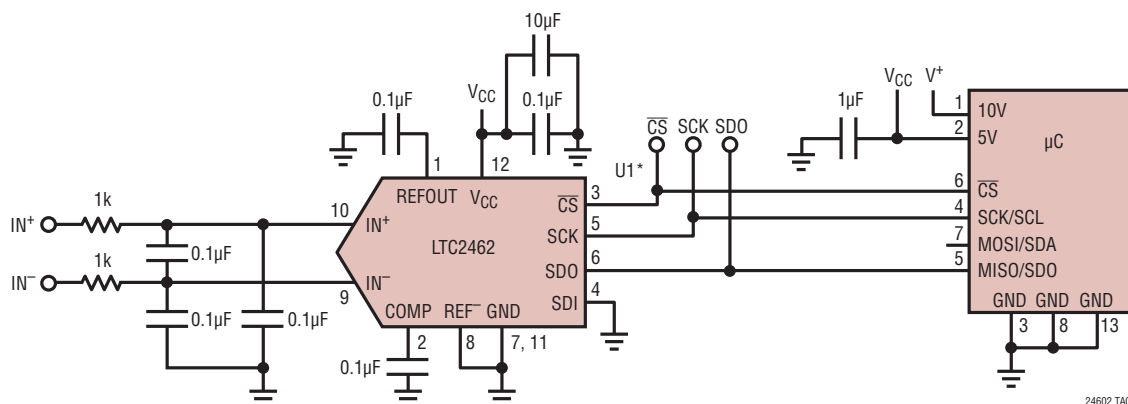 10µF
0.1µF
VCC
0.1µF
1
12
REFOUT
VCC
IN+
1k
10
IN+
0.1µF
LTC2462
IN−
1k
9
IN−
0.1µF
0.1µF
COMP
REF−
GND
2
8
7, 11
0.1µF
CS
3
SCK
5
SDO
6
SDI
4
CS
SCK
SDO
U1*
1µF
VCC
V+
1
10V
2
5V
µC
6
CS
4
SCK/SCL
7
MOSI/SDA
5
MISO/SDO
GND
GND
GND
3
8
13
24602 TA0